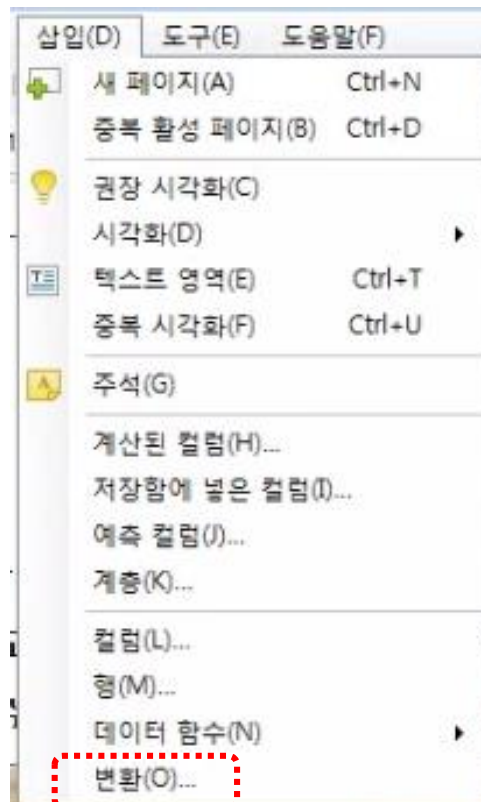 삽입(D) 도구(E) 도움말(F)
새 페이지(A) Ctrl+N
중복 활성 페이지(B) Ctrl+D
권장 시각화(C)
시각화(D)
텍스트 영역(E) Ctrl+T
중복 시각화(F) Ctrl+U
주석(G)
계산된 컬럼(H)...
저장함에 넣은 컬럼(I)...
예측 컬럼(J)...
계층(K)...
컬럼(L)...
행(M)...
데이터 함수(N)
변환(O)...